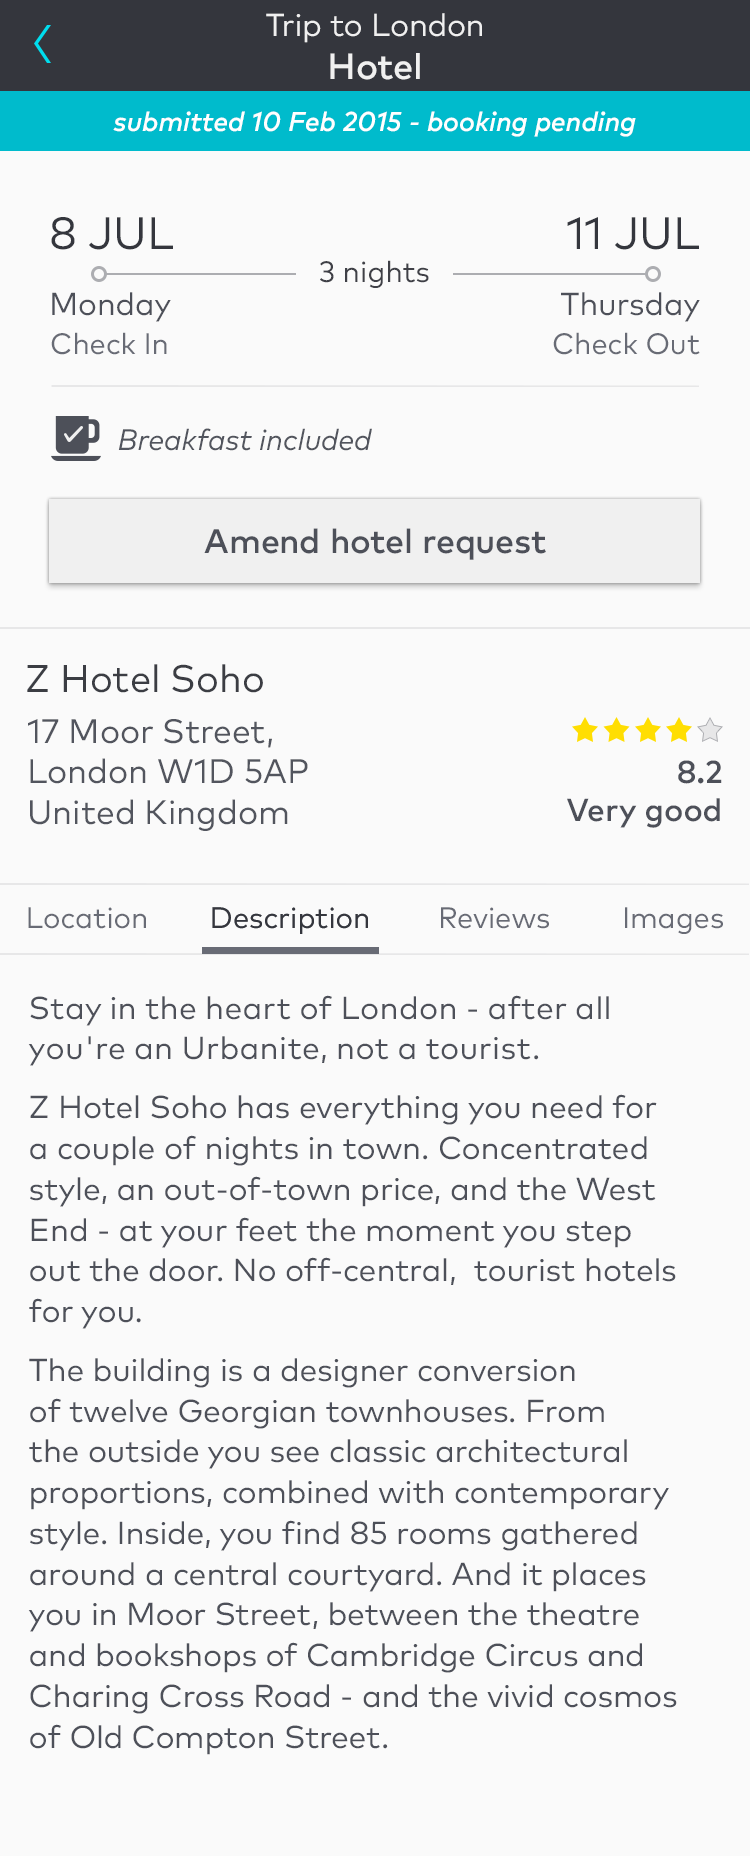 Trip to London
Hotel
submitted 10 Feb 2015 - booking pending
8 JUL
11 JUL
3 nights
Monday
Thursday
Check In
Check Out
Breakfast included
Amend hotel request
Z Hotel Soho
17 Moor Street,
London W1D 5AP
United Kingdom
8.2
Very good
Location
Description
Reviews
Images
Stay in the heart of London - after all
you're an Urbanite, not a tourist.
Z Hotel Soho has everything you need for
a couple of nights in town. Concentrated
style, an out-of-town price, and the West
End - at your feet the moment you step
out the door. No off-central,  tourist hotels
for you.
The building is a designer conversion
of twelve Georgian townhouses. From
the outside you see classic architectural
proportions, combined with contemporary
style. Inside, you find 85 rooms gathered
around a central courtyard. And it places
you in Moor Street, between the theatre
and bookshops of Cambridge Circus and
Charing Cross Road - and the vivid cosmos
of Old Compton Street.